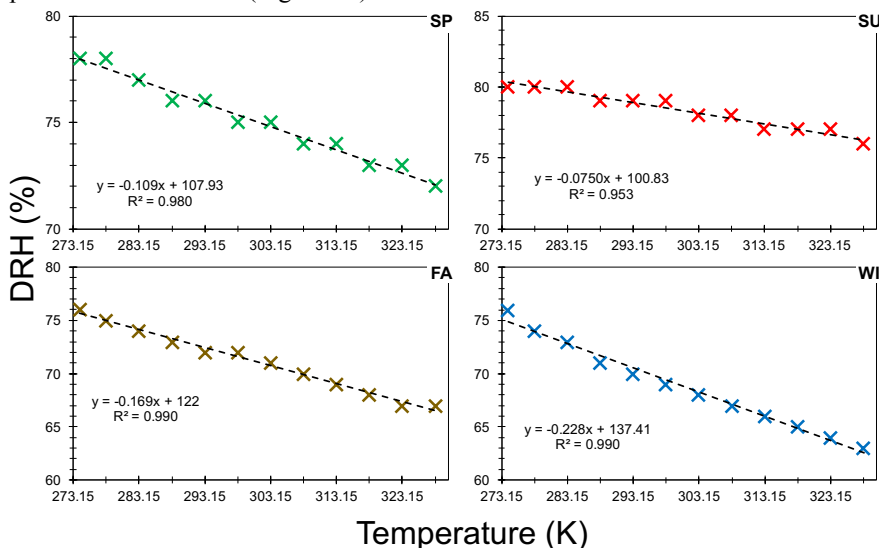 SP
80
75
70
y = -0.109x + 107.93
R² = 0.980
273.15 283.15 293.15 303.15 313.15 323.15
SU
85
80
75
70
y = -0.0750x + 100.83
R² = 0.953
273.15 283.15 293.15 303.15 313.15 323.15
DRH (%)
FA
80
75
70
65
60
y = -0.169x + 122
R² = 0.990
273.15 283.15 293.15 303.15 313.15 323.15
80
75
70
65
60
y = -0.228x + 137.41
R² = 0.990
273.15 283.15 293.15 303.15 313.15 323.15
Temperature (K)